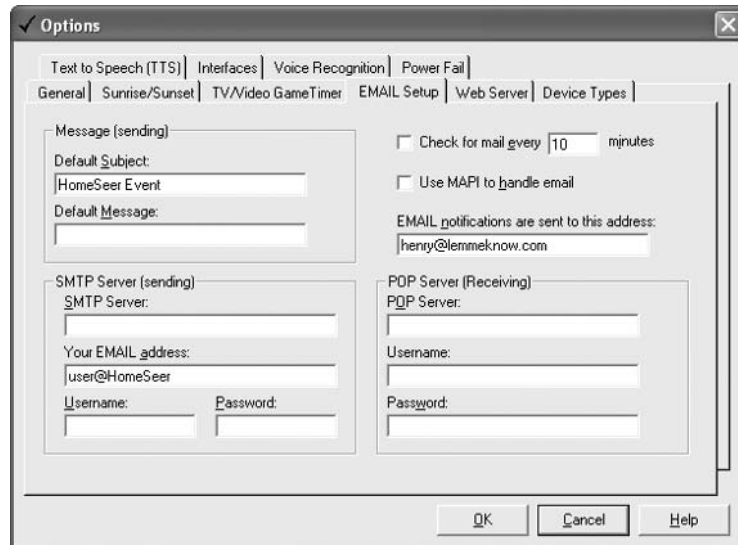 Options
Text to Speech (TTS) Interfaces Voice Recognition Power Fail
General Sunrise/Sunset TV/Video GameTimer EMAIL Setup Web Server Device Types
Message (sending)
Default Subject:
HomeSeer Event
Default Message:
Check for mail every 10 minutes
Use MAPI to handle email
EMAIL notifications are sent to this address:
henry@lemmeknow.com
SMTP Server (sending)
SMTP Server:
Your EMAIL address:
user@HomeSeer
Username: Password:
POP Server (Receiving)
POP Server:
Username:
Password:
OK Cancel Help